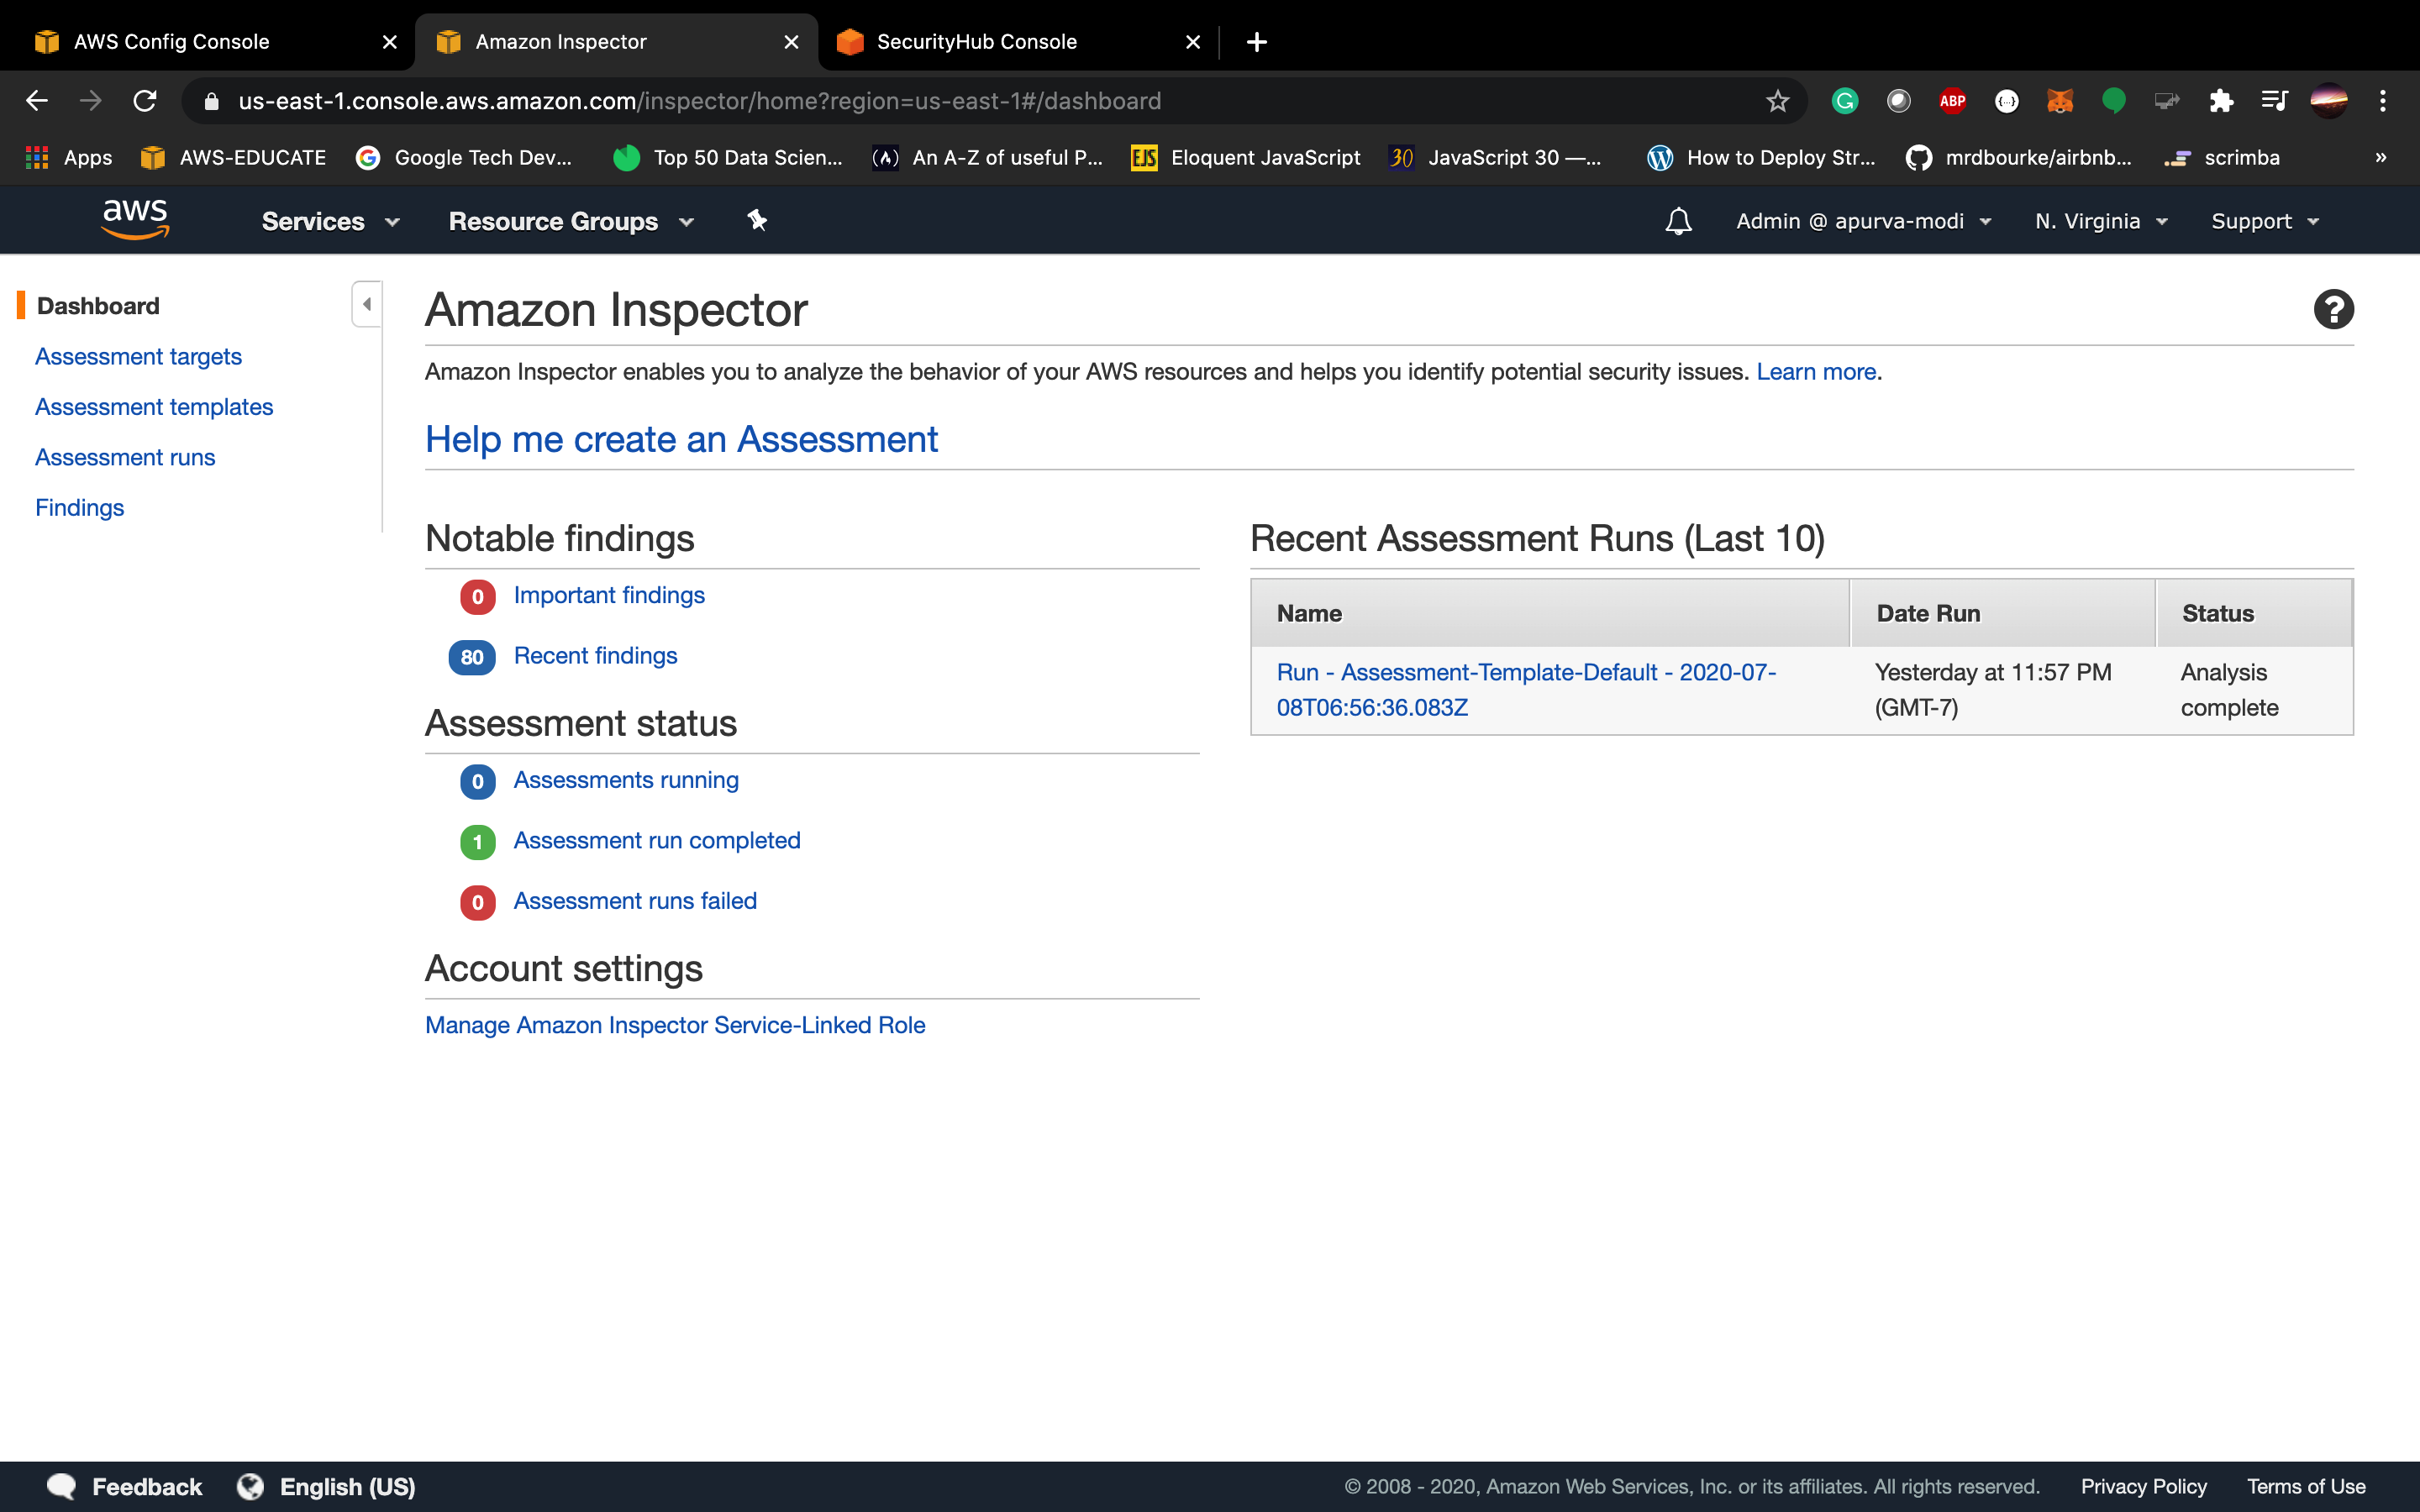 AWS Config Console
Amazon Inspector
SecurityHub Console
us-east-1.console.aws.amazon.com/inspector/home?region=us-east-1#/dashboard
ABP
Apps
AWS-EDUCATE
Google Tech Dev...
Top 50 Data Scien...
An A-Z of useful P...
EJS
Eloquent JavaScript
30
JavaScript 30 —...
How to Deploy Str...
mrdbourke/airbnb...
scrimba
»
aws
Services
Resource Groups
Admin @ apurva-modi
N. Virginia
Support
Dashboard
Assessment targets
Assessment templates
Assessment runs
Findings
Amazon Inspector
?
Amazon Inspector enables you to analyze the behavior of your AWS resources and helps you identify potential security issues. Learn more.
Help me create an Assessment
Notable findings
0 Important findings
80 Recent findings
Assessment status
0 Assessments running
1 Assessment run completed
0 Assessment runs failed
Account settings
Manage Amazon Inspector Service-Linked Role
Recent Assessment Runs (Last 10)
Name Date Run Status
Run - Assessment-Template-Default - 2020-07-
08T06:56:36.083Z
Yesterday at 11:57 PM
(GMT-7)
Analysis
complete
Feedback
English (US)
© 2008 - 2020, Amazon Web Services, Inc. or its affiliates. All rights reserved.
Privacy Policy
Terms of Use